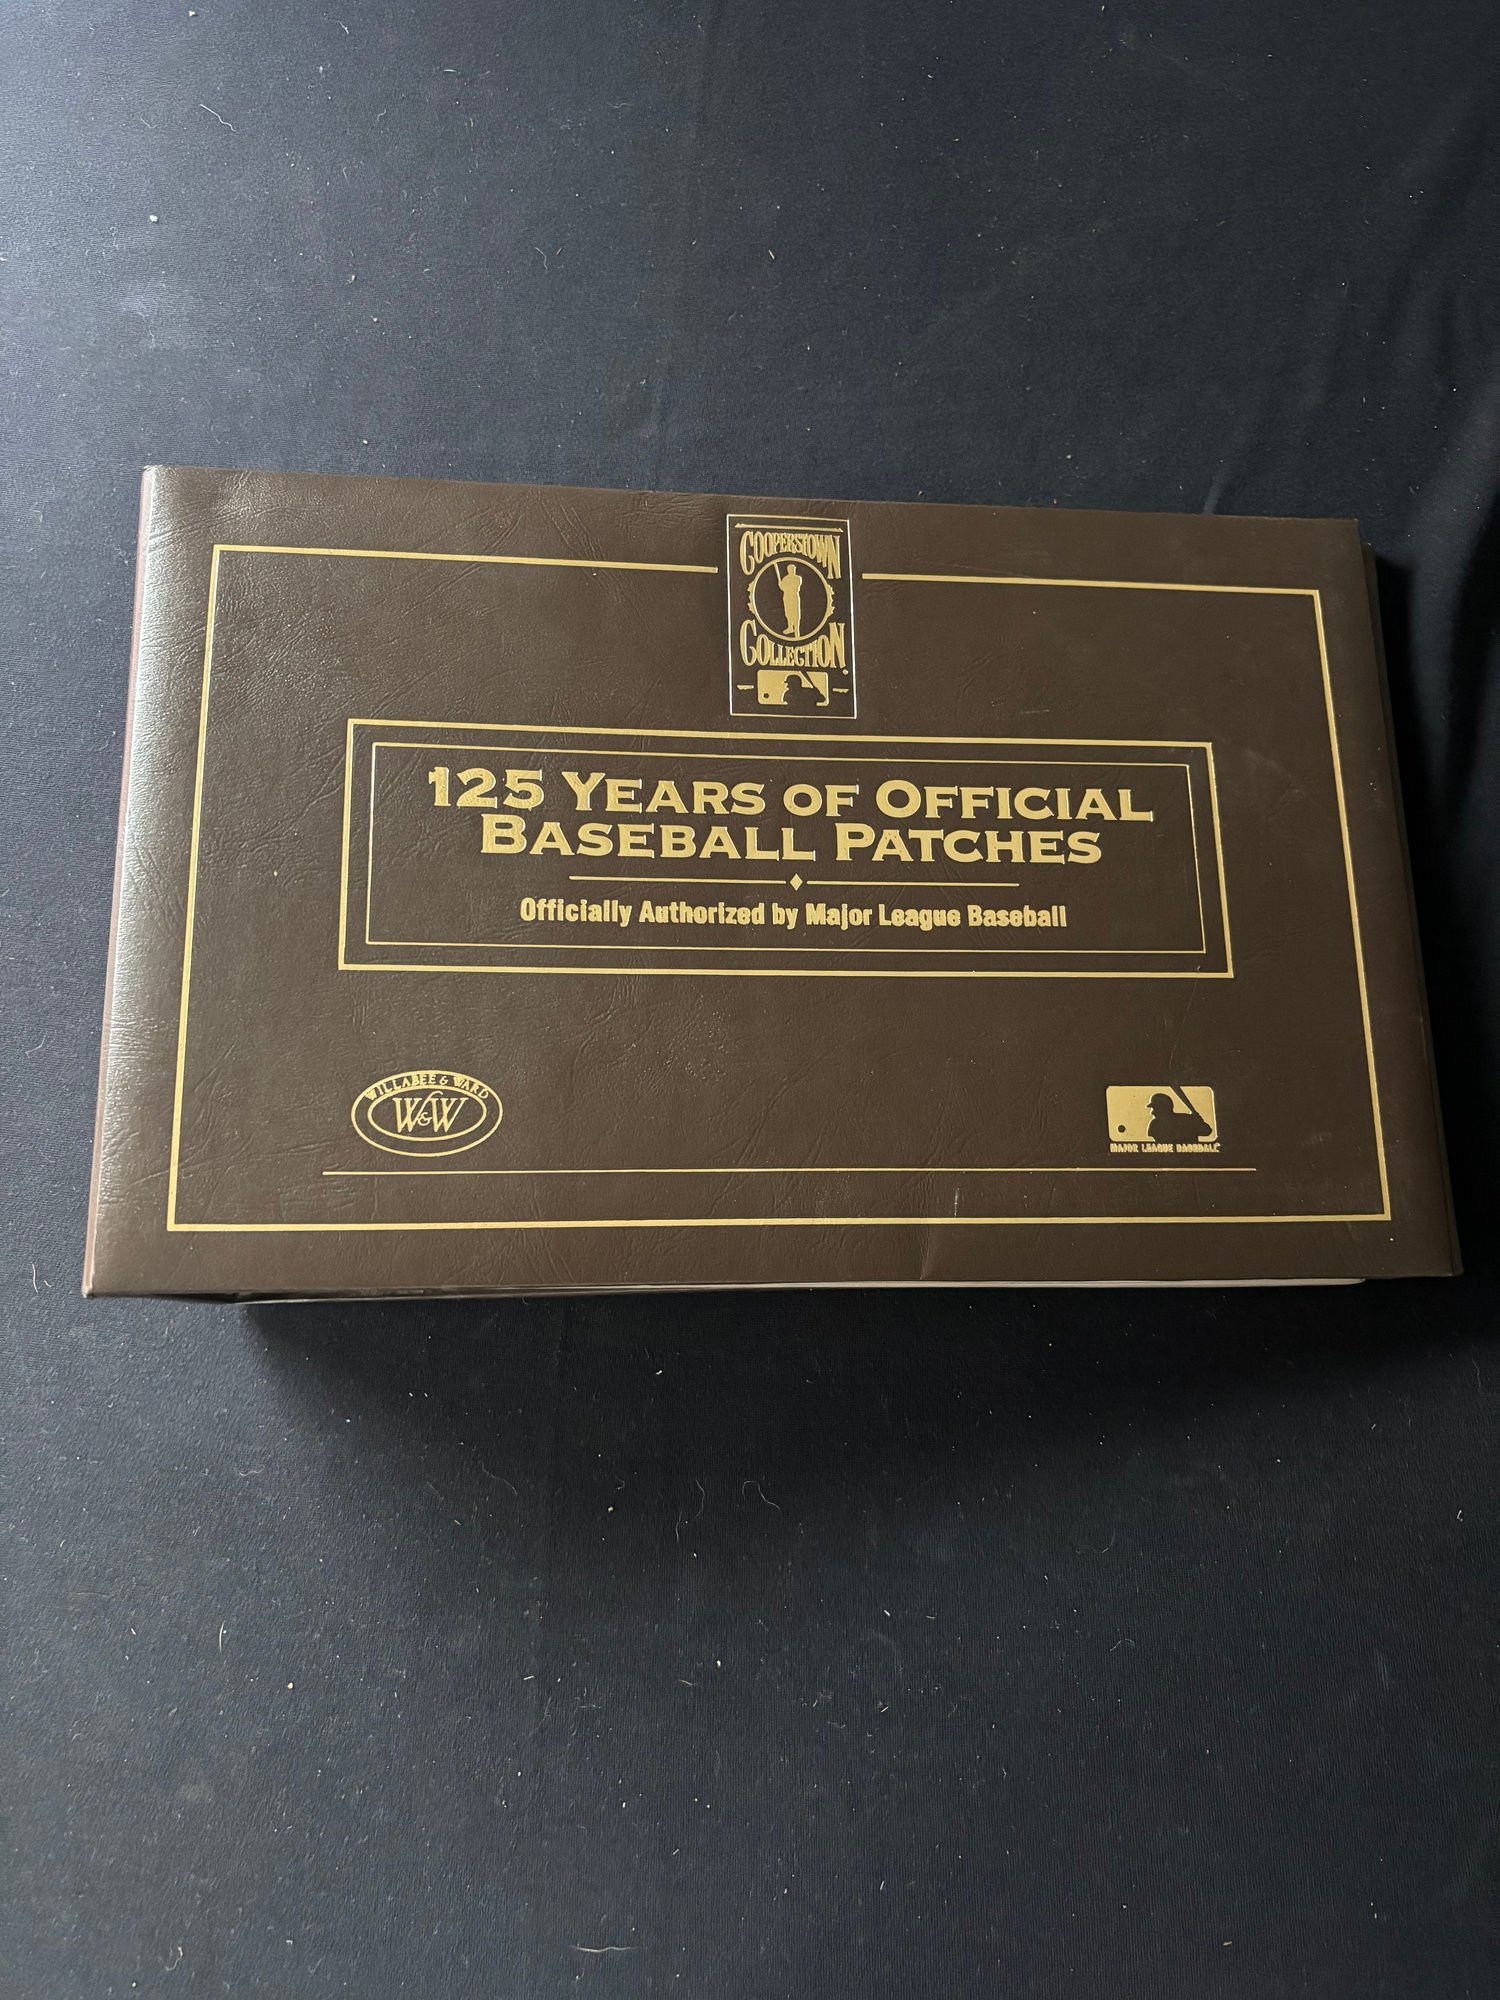 COOPERSTOWN
COLLECTION
125 YEARS OF OFFICIAL
BASEBALL PATCHES
Officially Authorized by Major League Baseball
WILLABEE & WARD
W&W
MAJOR LEAGUE BASEBALL